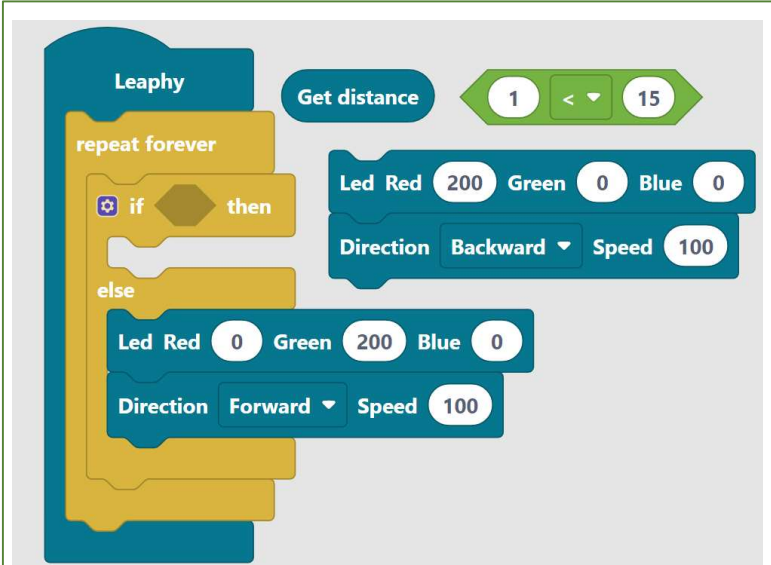 Leaphy
Get distance
1 < 15
repeat forever
if then
Led Red 200 Green 0 Blue 0
Direction Backward Speed 100
else
Led Red 0 Green 200 Blue 0
Direction Forward Speed 100